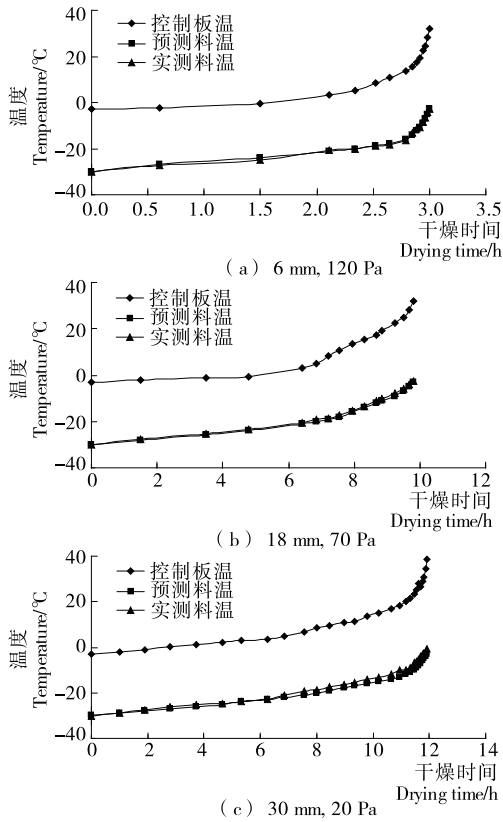 40
20
0
−20
−40
温度
Temperature/℃
控制板温
预测料温
实测料温
0.0 0.5 1.0 1.5 2.0 2.5 3.0 3.5
干燥时间
Drying time/h
（a）6 mm, 120 Pa
40
20
0
−20
−40
温度
Temperature/℃
控制板温
预测料温
实测料温
0 2 4 6 8 10 12
干燥时间
Drying time/h
（b）18 mm, 70 Pa
40
20
0
−20
−40
温度
Temperature/℃
控制板温
预测料温
实测料温
0 2 4 6 8 10 12 14
干燥时间
Drying time/h
（c）30 mm, 20 Pa